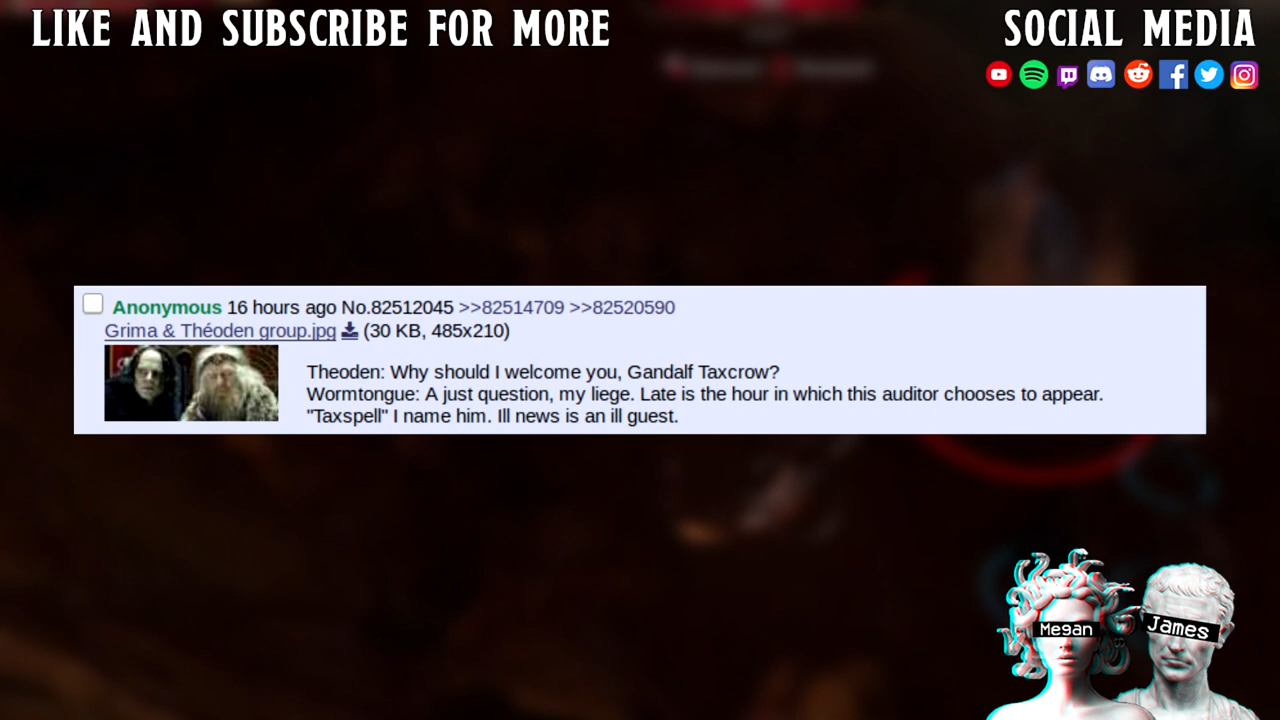 LIKE AND SUBSCRIBE FOR MORE
SOCIAL MEDIA
Anonymous 16 hours ago No.82512045 >>82514709 >>82520590
Grima & Théoden group.jpg (30 KB, 485x210)
Theoden: Why should I welcome you, Gandalf Taxcrow?
Wormtongue: A just question, my liege. Late is the hour in which this auditor chooses to appear.
"Taxspell" I name him. Ill news is an ill guest.
Megan
James